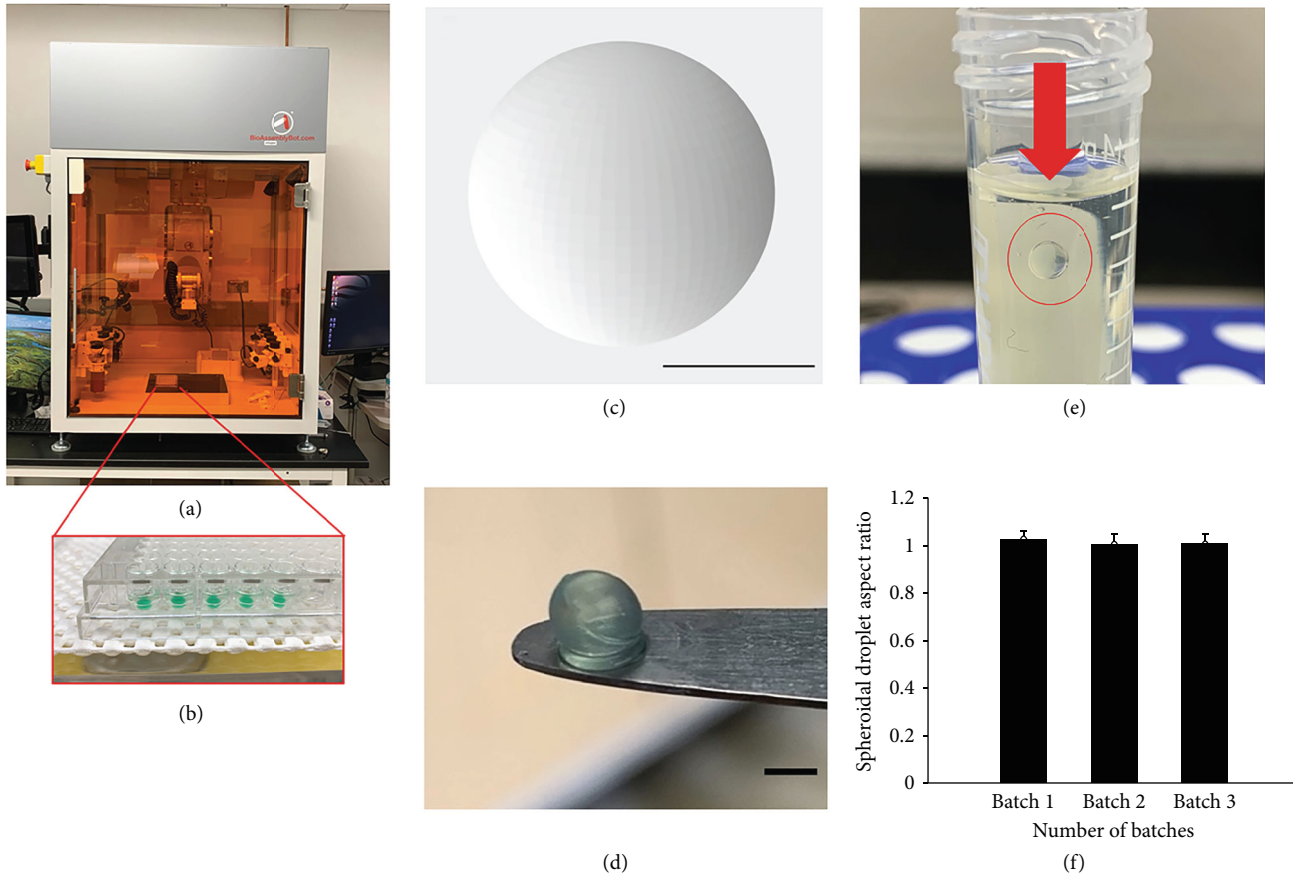 BioAssemblyBot.com
(a)
(b)
(c)
(d)
(e)
1.2
1
0.8
0.6
0.4
0.2
0
Spheroidal droplet aspect ratio
Batch 1 Batch 2 Batch 3
Number of batches
(f)